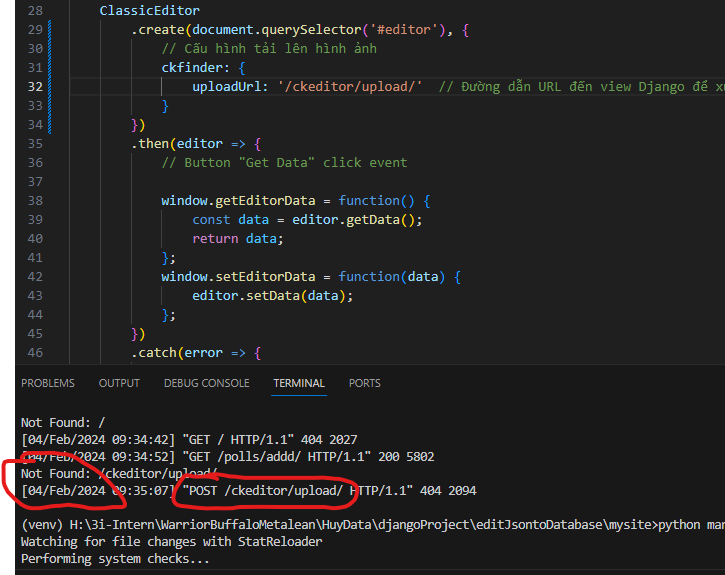 28 ClassicEditor
29 .create(document.querySelector('#editor'), {
30 // Cấu hình tải lên hình ảnh
31 ckfinder: {
32 uploadUrl: '/ckeditor/upload/' // Đường dẫn URL đến view Django để
33 }
34 })
35 .then(editor => {
36 // Button "Get Data" click event
37
38 window.getEditorData = function() {
39 const data = editor.getData();
40 return data;
41 };
42 window.setEditorData = function(data) {
43 editor.setData(data);
44 };
45 })
46 .catch(error => {
PROBLEMS OUTPUT DEBUG CONSOLE TERMINAL PORTS
Not Found: /
[04/Feb/2024 09:34:42] "GET / HTTP/1.1" 404 2027
[04/Feb/2024 09:34:52] "GET /polls/addd/ HTTP/1.1" 200 5802
Not Found: /ckeditor/upload/
[04/Feb/2024 09:35:07] "POST /ckeditor/upload/ HTTP/1.1" 404 2094
(venv) H:\3i-Intern\WarriorBuffaloMetalean\HuyData\djangoProject\editJsontoDatabase\mysite>python
Watching for file changes with StatReloader
Performing system checks...